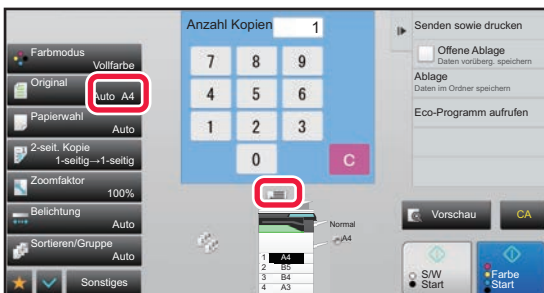 Anzahl Kopien 1
Farbmodus
Vollfarbe
Original
Auto A4
Papierwahl
Auto
2-seit. Kopie
1-seitig→1-seitig
Zoomfaktor
100%
Belichtung
Auto
Sortieren/Gruppe
Auto
Sonstiges
7 8 9
4 5 6
1 2 3
0 C
Normal
A4
1 A4
2 B5
3 B4
4 A3
Senden sowie drucken
Offene Ablage
Daten vorüberg. speichern
Ablage
Daten im Ordner speichern
Eco-Programm aufrufen
Vorschau CA
S/W
Start
Farbe
Start